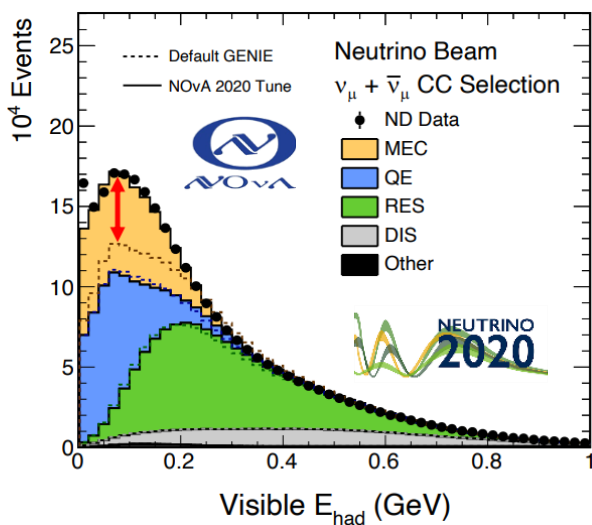 25
20
15
10
5
0
10⁴ Events
Default GENIE
NOvA 2020 Tune
NOvA
Neutrino Beam
νμ + ν̄μ CC Selection
ND Data
MEC
QE
RES
DIS
Other
NEUTRINO
2020
0
0.2
0.4
0.6
0.8
1
Visible E_had (GeV)